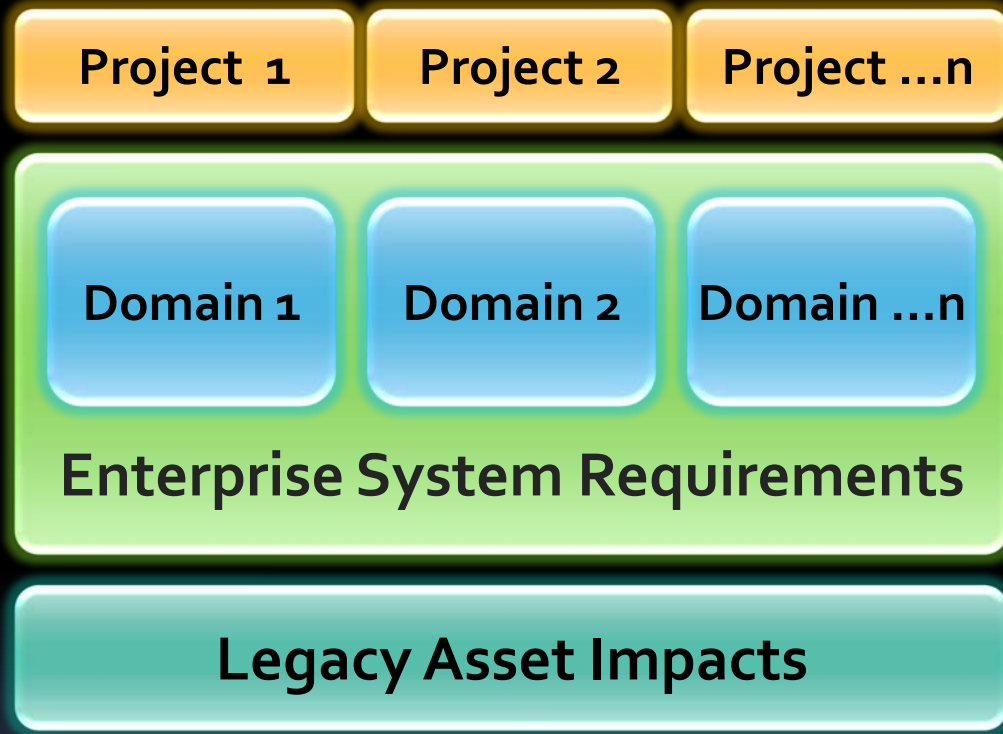 Project 1
Project 2
Project ...n
Domain 1
Domain 2
Domain ...n
Enterprise System Requirements
Legacy Asset Impacts